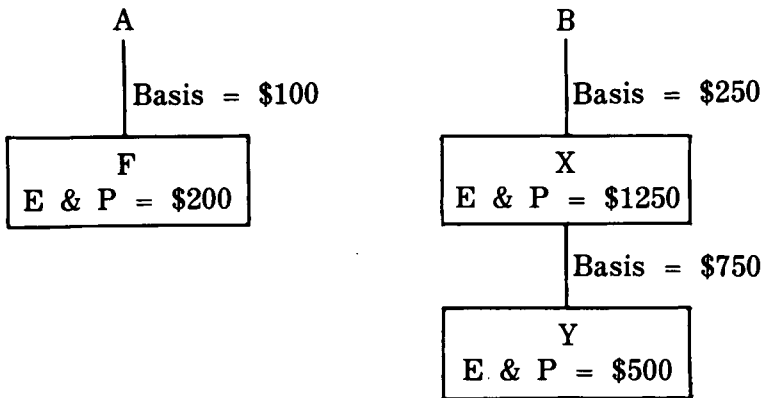 A
Basis = $100
F
E & P = $200
B
Basis = $250
X
E & P = $1250
Basis = $750
Y
E & P = $500